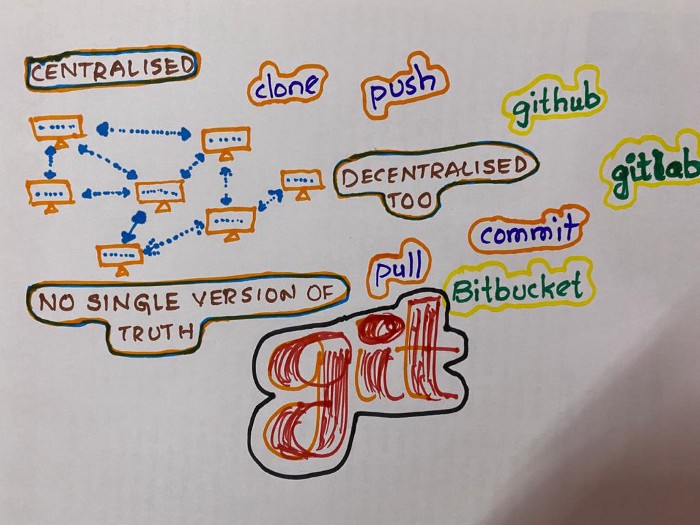 CENTRALISED
clone
push
github
gitlab
DECENTRALISED
TOO
commit
pull
Bitbucket
NO SINGLE VERSION OF
TRUTH
git